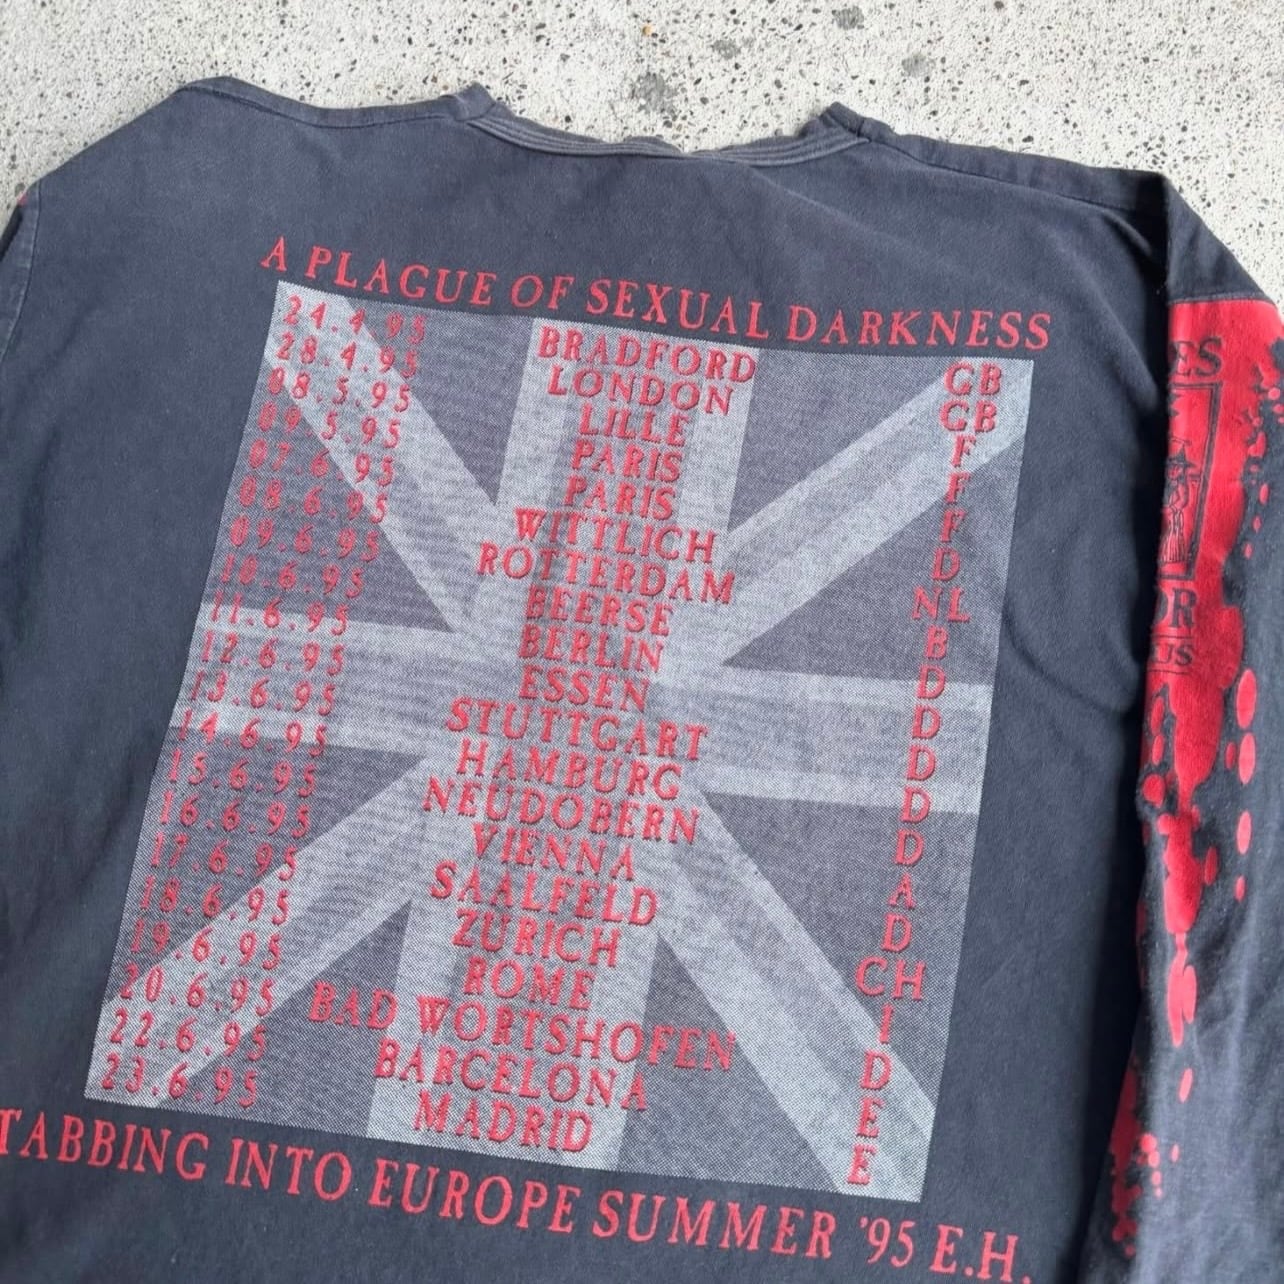 A PLAGUE OF SEXUAL DARKNESS
24.4.95 BRADFORD GB
28.4.95 LONDON GB
08.5.95 LILLE F
09.5.95 PARIS F
07.6.95 PARIS F
08.6.95 WITTLICH D
09.6.95 ROTTERDAM NL
10.6.95 BEERSE B
11.6.95 BERLIN D
12.6.95 ESSEN D
13.6.95 STUTTGART D
14.6.95 HAMBURG D
15.6.95 NEUDOBERN D
16.6.95 VIENNA A
17.6.95 SAALFELD D
18.6.95 ZURICH CH
19.6.95 ROME I
20.6.95 BAD WORTSHOFEN D
22.6.95 BARCELONA E
23.6.95 MADRID E
TABBING INTO EUROPE SUMMER '95 E.H.